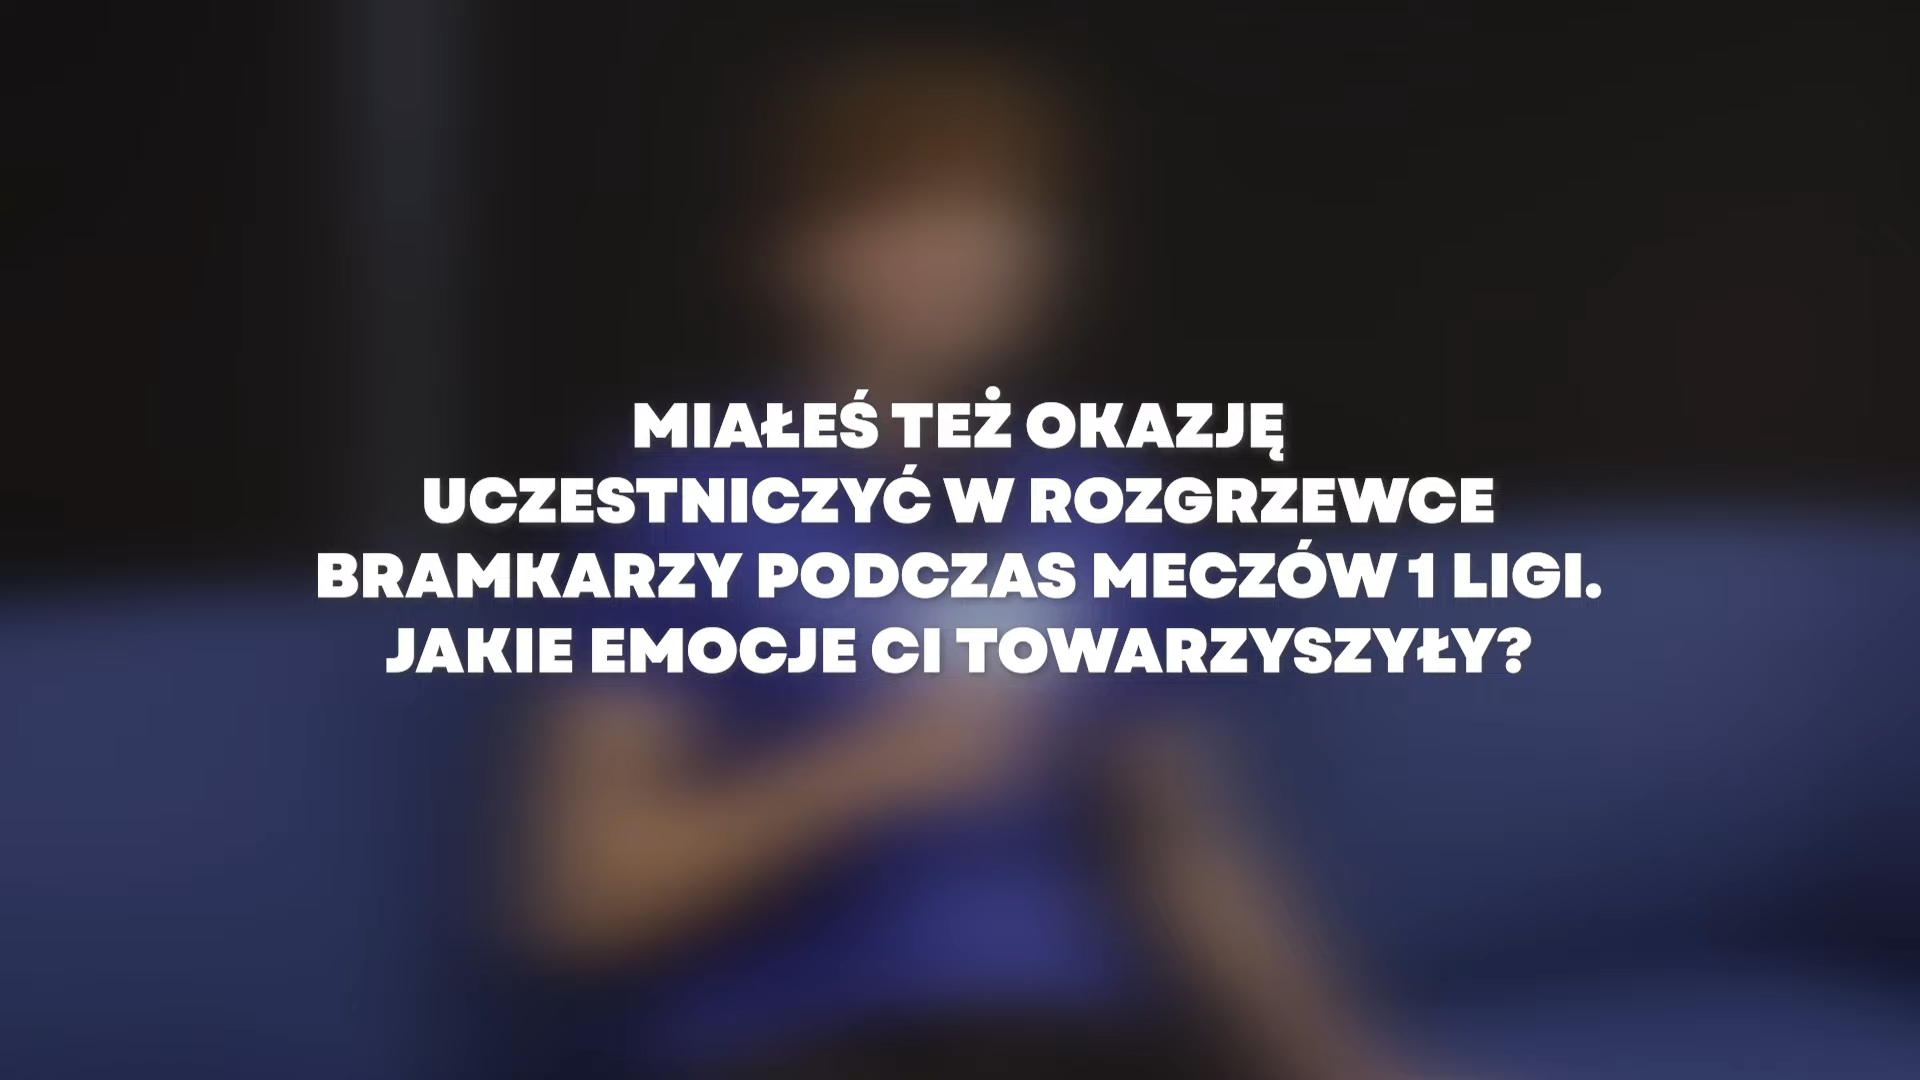 MIAŁEŚ TEŻ OKAZJĘ
UCZESTNICZYĆ W ROZGRZEWCE
BRAMKARZY PODCZAS MECZÓW 1 LIGI.
JAKIE EMOCJE CI TOWARZYSZYŁY?